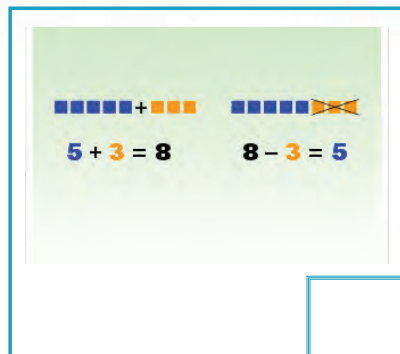 +
5 + 3 = 8 8 – 3 = 5